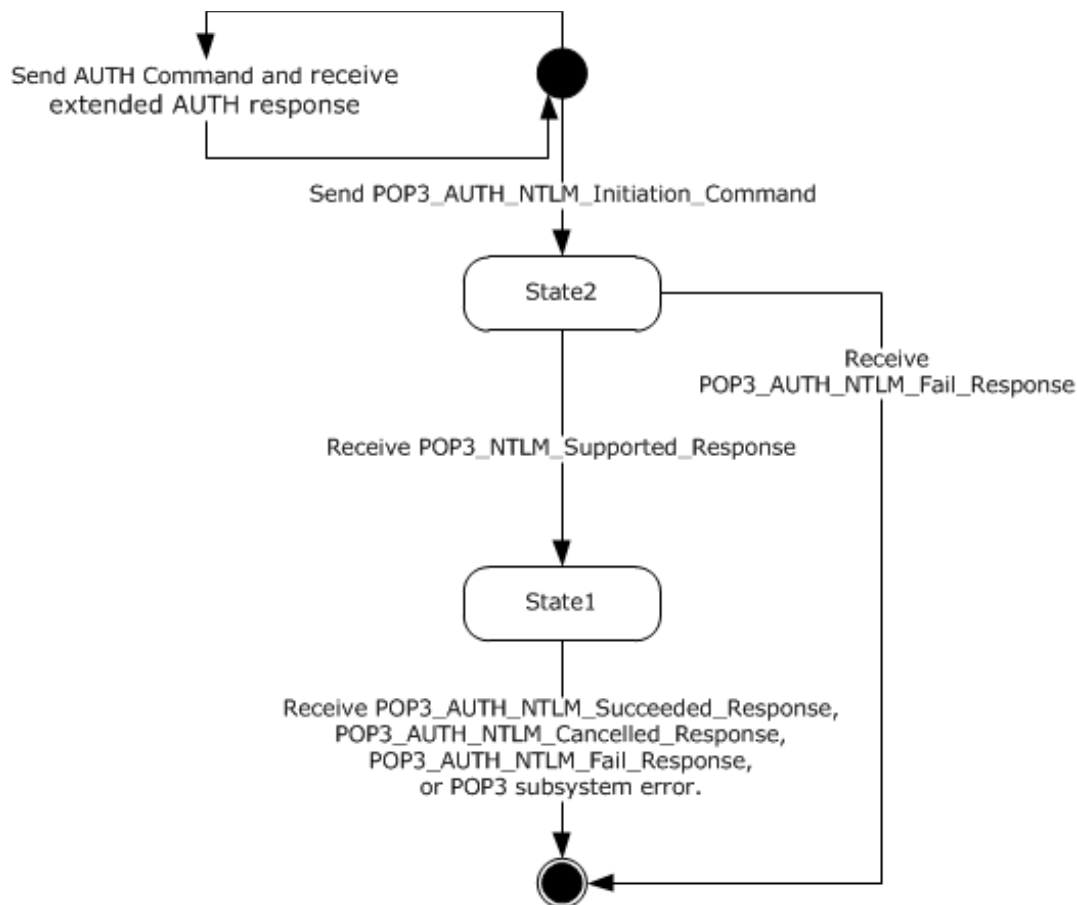 Send AUTH Command and receive
extended AUTH response
Send POP3_AUTH_NTLM_Initiation_Command
State2
Receive
POP3_AUTH_NTLM_Fail_Response
Receive POP3_NTLM_Supported_Response
State1
Receive POP3_AUTH_NTLM_Succeeded_Response,
POP3_AUTH_NTLM_Cancelled_Response,
POP3_AUTH_NTLM_Fail_Response,
or POP3 subsystem error.